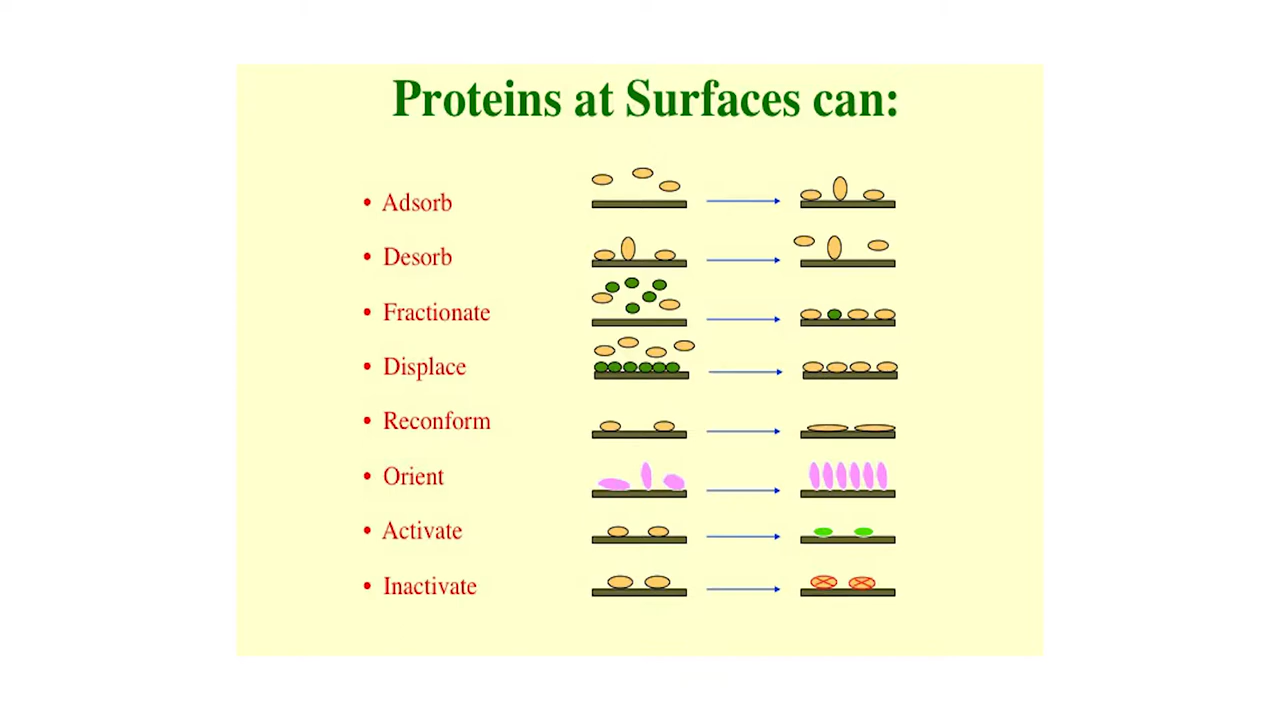 Proteins at Surfaces can:
• Adsorb
• Desorb
• Fractionate
• Displace
• Reconform
• Orient
• Activate
• Inactivate